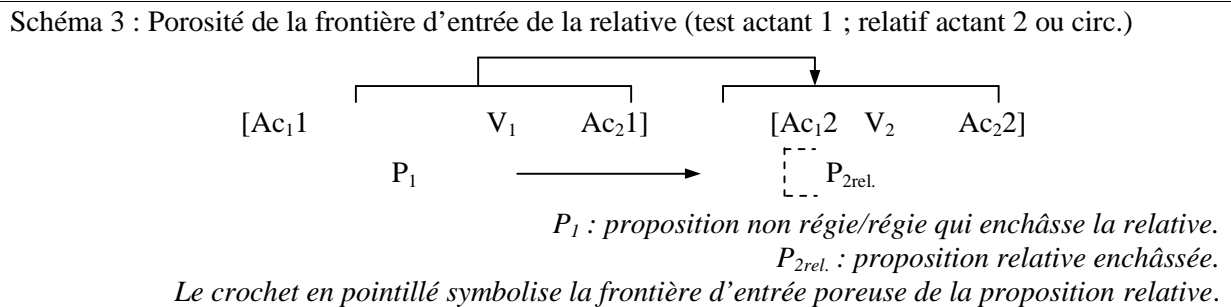 Schéma 3 : Porosité de la frontière d’entrée de la relative (test actant 1 ; relatif actant 2 ou circ.)
[Ac₁1 V₁ Ac₂1] [Ac₁2 V₂ Ac₂2]
P₁ P₂rel.
P₁ : proposition non régie/régie qui enchâsse la relative.
P₂rel. : proposition relative enchâssée.
Le crochet en pointillé symbolise la frontière d’entrée poreuse de la proposition relative.